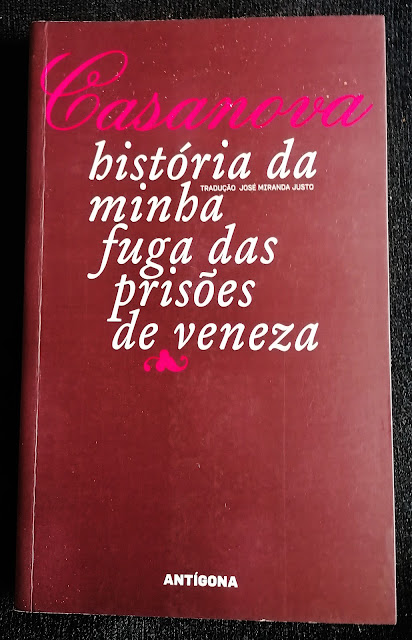 Casanova
história da
TRADUÇÃO JOSÉ MIRANDA JUSTO
minha
fuga das
prisões
de veneza
ANTÍGONA